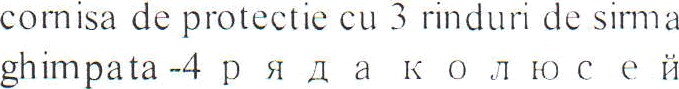 cornisa de protectie cu 3 rinduri de sirma
ghimpata -4 р я д а к о л ю с е й